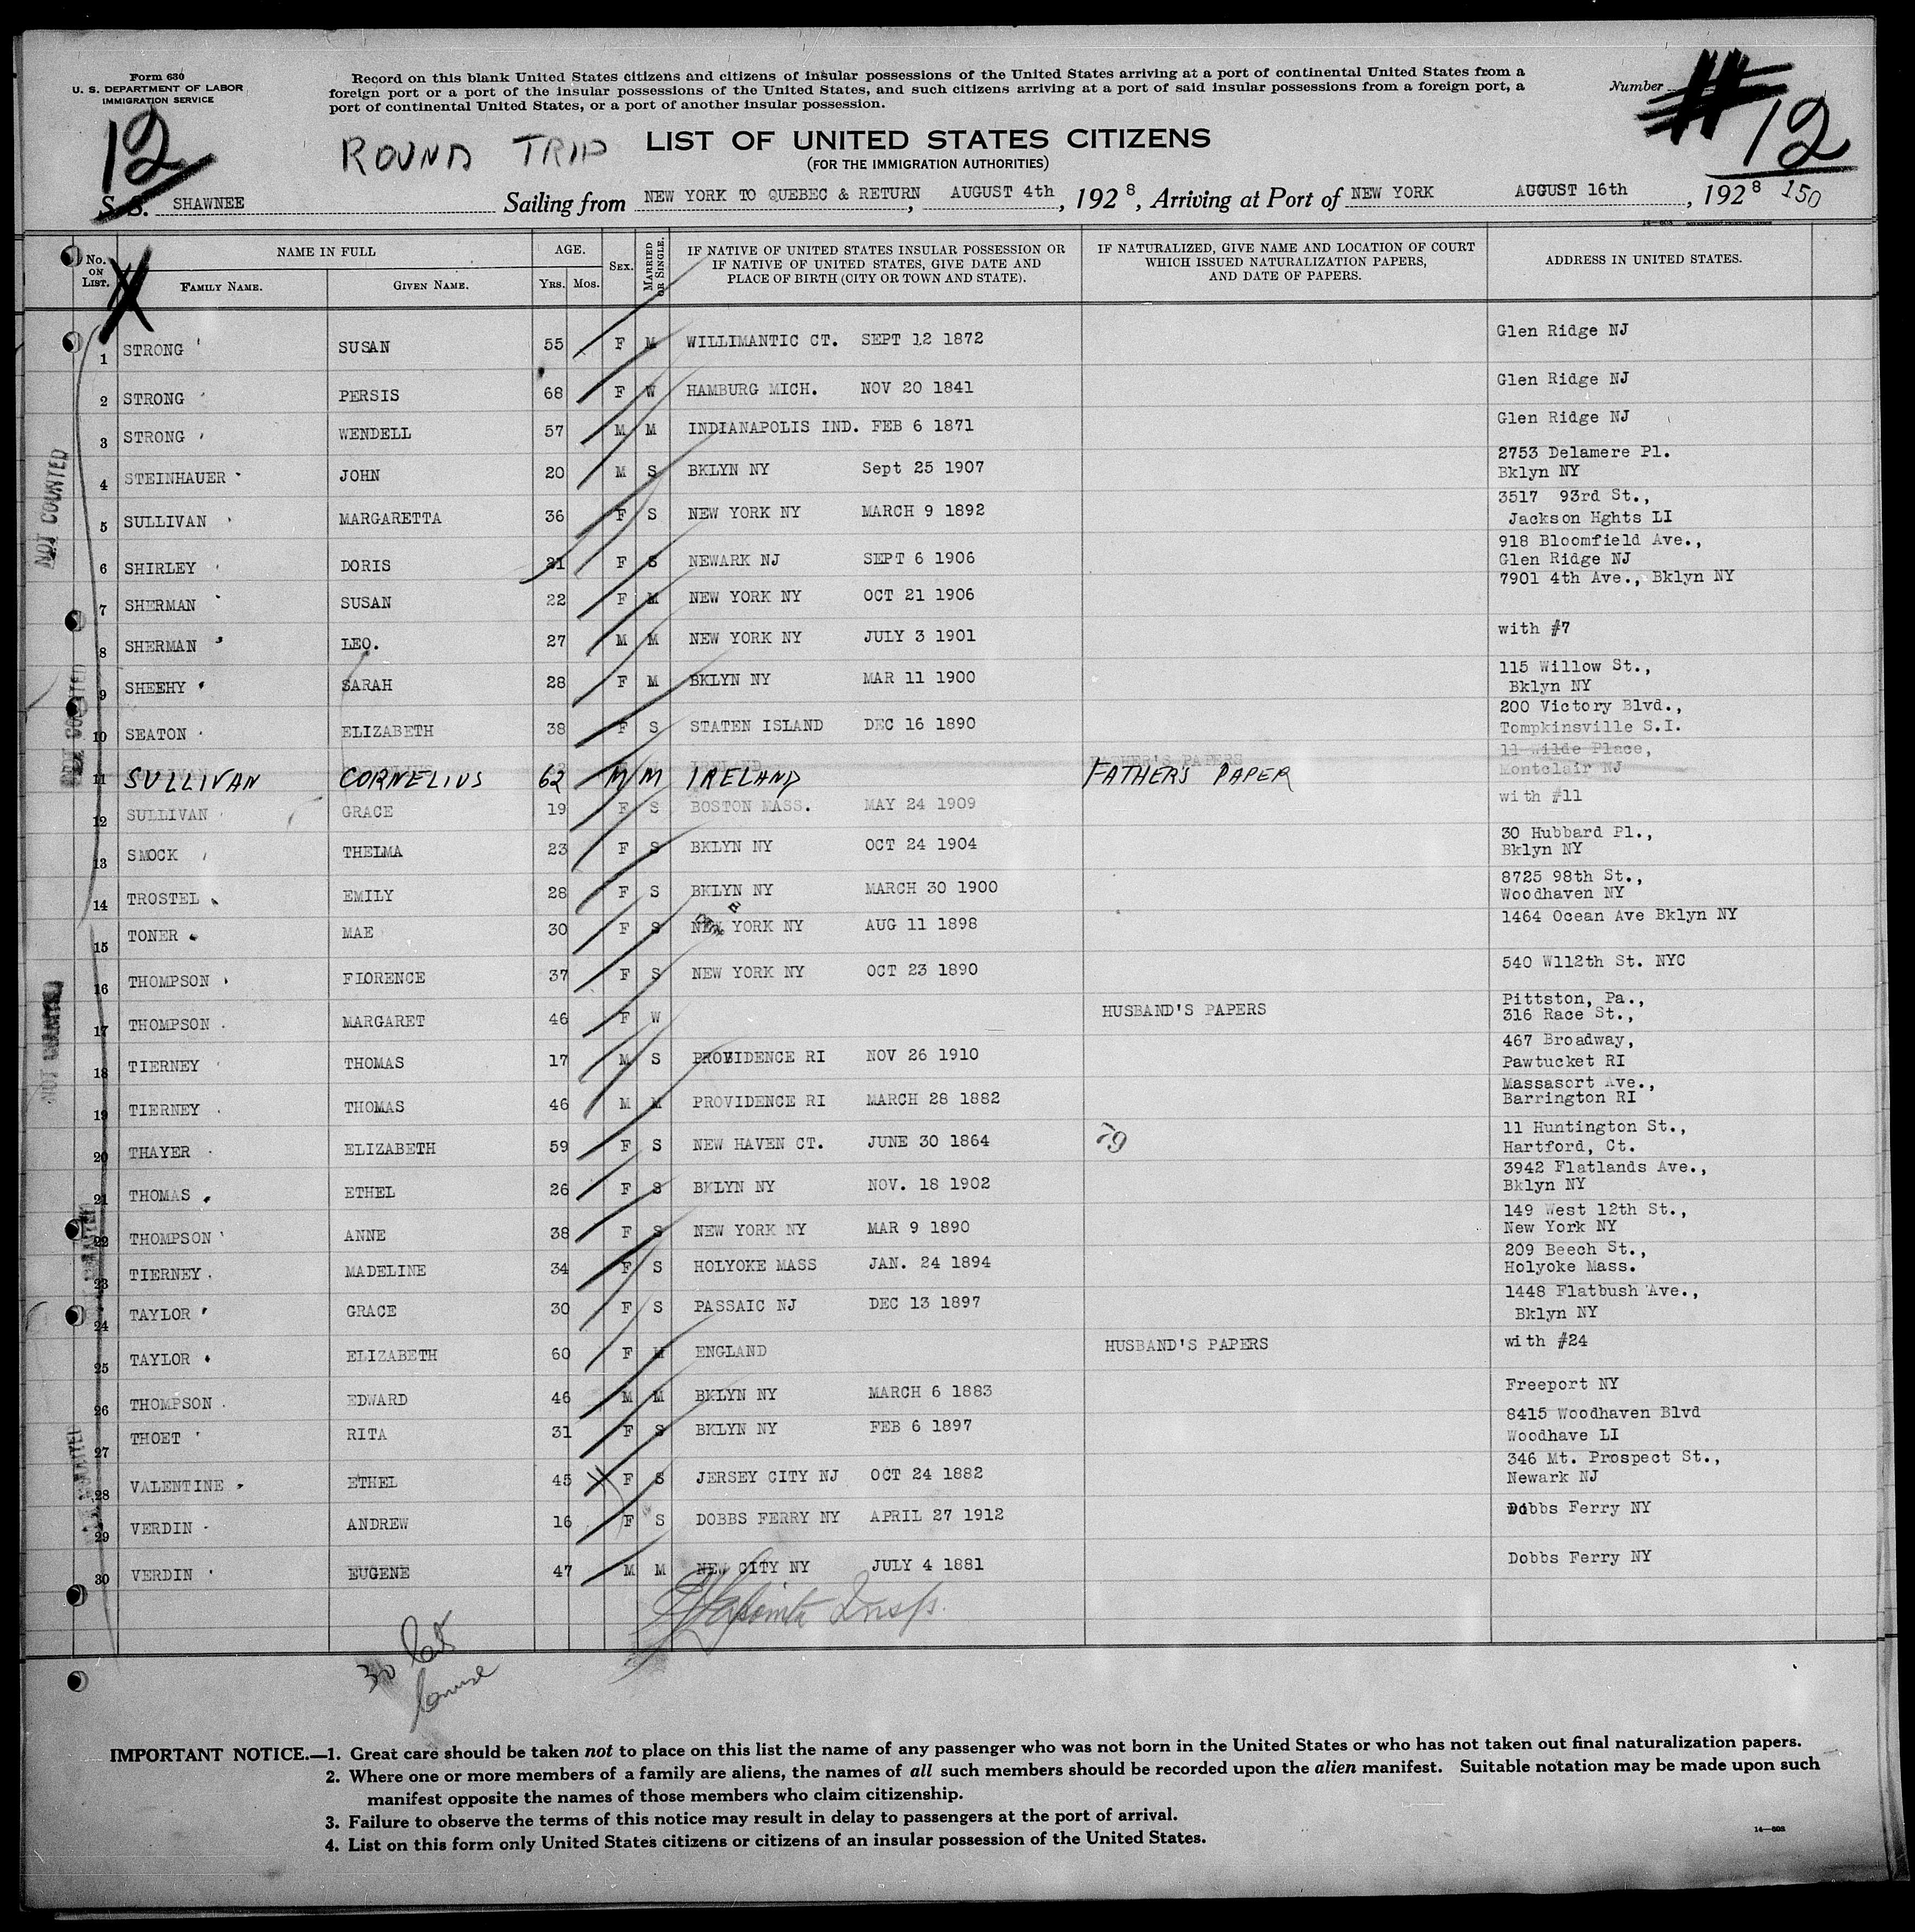 Form 630
U. S. DEPARTMENT OF LABOR
IMMIGRATION SERVICE
Record on this blank United States citizens and citizens of insular possessions of the United States arriving at a port of continental United States from a
foreign port or a port of the insular possessions of the United States, and such citizens arriving at a port of said insular possessions from a foreign port, a
port of continental United States, or a port of another insular possession.
Number # 12
12
ROUND TRIP
LIST OF UNITED STATES CITIZENS
(FOR THE IMMIGRATION AUTHORITIES)
S. S. SHAWNEE Sailing from NEW YORK TO QUEBEC & RETURN, AUGUST 4th, 1928, Arriving at Port of NEW YORK AUGUST 16th, 1928 150
14—608 GOVERNMENT PRINTING OFFICE
No. ON LIST. NAME IN FULL FAMILY NAME. GIVEN NAME. AGE. YRS. MOS. SEX. MARRIED OR SINGLE. IF NATIVE OF UNITED STATES INSULAR POSSESSION OR IF NATIVE OF UNITED STATES, GIVE DATE AND PLACE OF BIRTH (CITY OR TOWN AND STATE). IF NATURALIZED, GIVE NAME AND LOCATION OF COURT WHICH ISSUED NATURALIZATION PAPERS, AND DATE OF PAPERS. ADDRESS IN UNITED STATES.
X
1 STRONG SUSAN 55 F M WILLIMANTIC CT. SEPT 12 1872 Glen Ridge NJ
2 STRONG PERSIS 68 F W HAMBURG MICH. NOV 20 1841 Glen Ridge NJ
3 STRONG WENDELL 57 M M INDIANAPOLIS IND. FEB 6 1871 Glen Ridge NJ
NOT COUNTED
4 STEINHAUER JOHN 20 M S BKLYN NY Sept 25 1907 2753 Delamere Pl. Bklyn NY
5 SULLIVAN MARGARETTA 36 F S NEW YORK NY MARCH 9 1892 3517 93rd St., Jackson Hghts LI
6 SHIRLEY DORIS 21 F S NEWARK NJ SEPT 6 1906 918 Bloomfield Ave., Glen Ridge NJ
7 SHERMAN SUSAN 22 F M NEW YORK NY OCT 21 1906 7901 4th Ave., Bklyn NY
8 SHERMAN LEO. 27 M M NEW YORK NY JULY 3 1901 with #7
9 SHEEHY SARAH 28 F M BKLYN NY MAR 11 1900 115 Willow St., Bklyn NY
NOT COUNTED
10 SEATON ELIZABETH 38 F S STATEN ISLAND DEC 16 1890 200 Victory Blvd., Tompkinsville S.I.
11 SULLIVAN CORNELIUS 62 M M IRELAND FATHER'S PAPER 11 Wilde Place, Montclair NJ
12 SULLIVAN GRACE 19 F S BOSTON MASS. MAY 24 1909 with #11
13 SMOCK THELMA 23 F S BKLYN NY OCT 24 1904 30 Hubbard Pl., Bklyn NY
14 TROSTEL EMILY 28 F S BKLYN NY MARCH 30 1900 8725 98th St., Woodhaven NY
15 TONER MAE 30 F S NEW YORK NY AUG 11 1898 1464 Ocean Ave Bklyn NY
16 THOMPSON FLORENCE 37 F S NEW YORK NY OCT 23 1890 540 W112th St. NYC
NOT COUNTED
17 THOMPSON MARGARET 46 F W HUSBAND'S PAPERS Pittston, Pa., 316 Race St.,
18 TIERNEY THOMAS 17 M S PROVIDENCE RI NOV 26 1910 467 Broadway, Pawtucket RI
19 TIERNEY THOMAS 46 M M PROVIDENCE RI MARCH 28 1882 Massasort Ave., Barrington RI
20 THAYER ELIZABETH 59 F S NEW HAVEN CT. JUNE 30 1864 79 11 Huntington St., Hartford, Ct.
21 THOMAS ETHEL 26 F S BKLYN NY NOV. 18 1902 3942 Flatlands Ave., Bklyn NY
22 THOMPSON ANNE 38 F S NEW YORK NY MAR 9 1890 149 West 12th St., New York NY
23 TIERNEY. MADELINE 34 F S HOLYOKE MASS JAN. 24 1894 209 Beech St., Holyoke Mass.
24 TAYLOR GRACE 30 F S PASSAIC NJ DEC 13 1897 1448 Flatbush Ave., Bklyn NY
25 TAYLOR ELIZABETH 60 F M ENGLAND HUSBAND'S PAPERS with #24
26 THOMPSON EDWARD 46 M M BKLYN NY MARCH 6 1883 Freeport NY
27 THOET RITA 31 F S BKLYN NY FEB 6 1897 8415 Woodhaven Blvd Woodhave LI
28 VALENTINE ETHEL 45 F S JERSEY CITY NJ OCT 24 1882 346 Mt. Prospect St., Newark NJ
29 VERDIN ANDREW 16 F S DOBBS FERRY NY APRIL 27 1912 Dobbs Ferry NY
30 VERDIN EUGENE 47 M M NEW CITY NY JULY 4 1881 Dobbs Ferry NY
Insp.
30
IMPORTANT NOTICE.—1. Great care should be taken not to place on this list the name of any passenger who was not born in the United States or who has not taken out final naturalization papers.
2. Where one or more members of a family are aliens, the names of all such members should be recorded upon the alien manifest. Suitable notation may be made upon such
manifest opposite the names of those members who claim citizenship.
3. Failure to observe the terms of this notice may result in delay to passengers at the port of arrival.
4. List on this form only United States citizens or citizens of an insular possession of the United States.
14—608